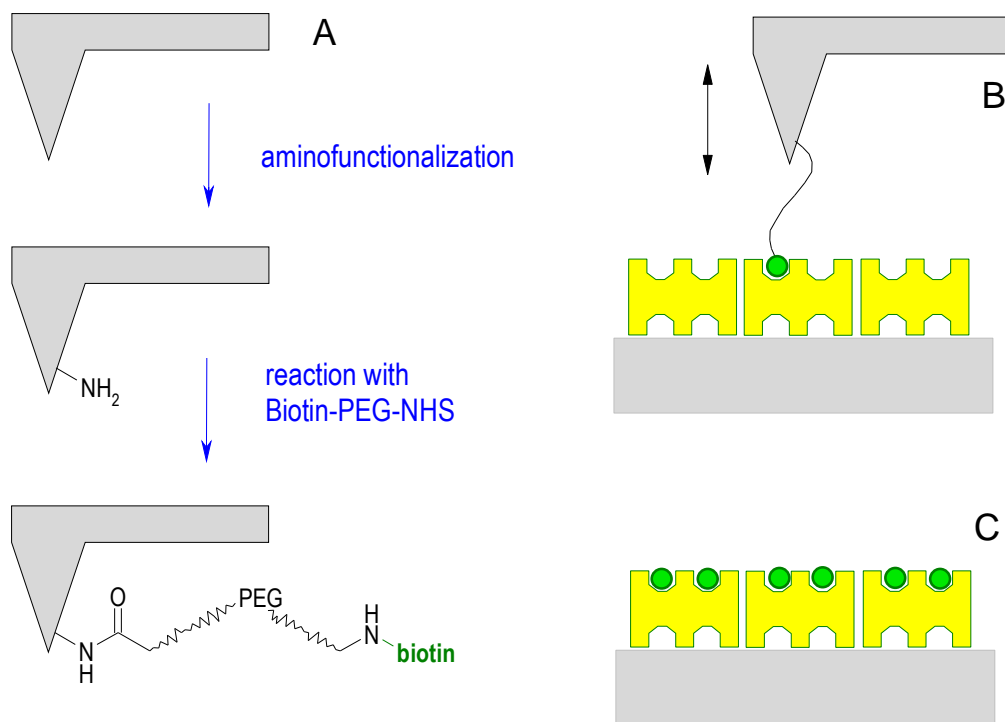 A
aminofunctionalization
NH2
reaction with
Biotin-PEG-NHS
O
PEG
N
H
H
N
biotin
B
C